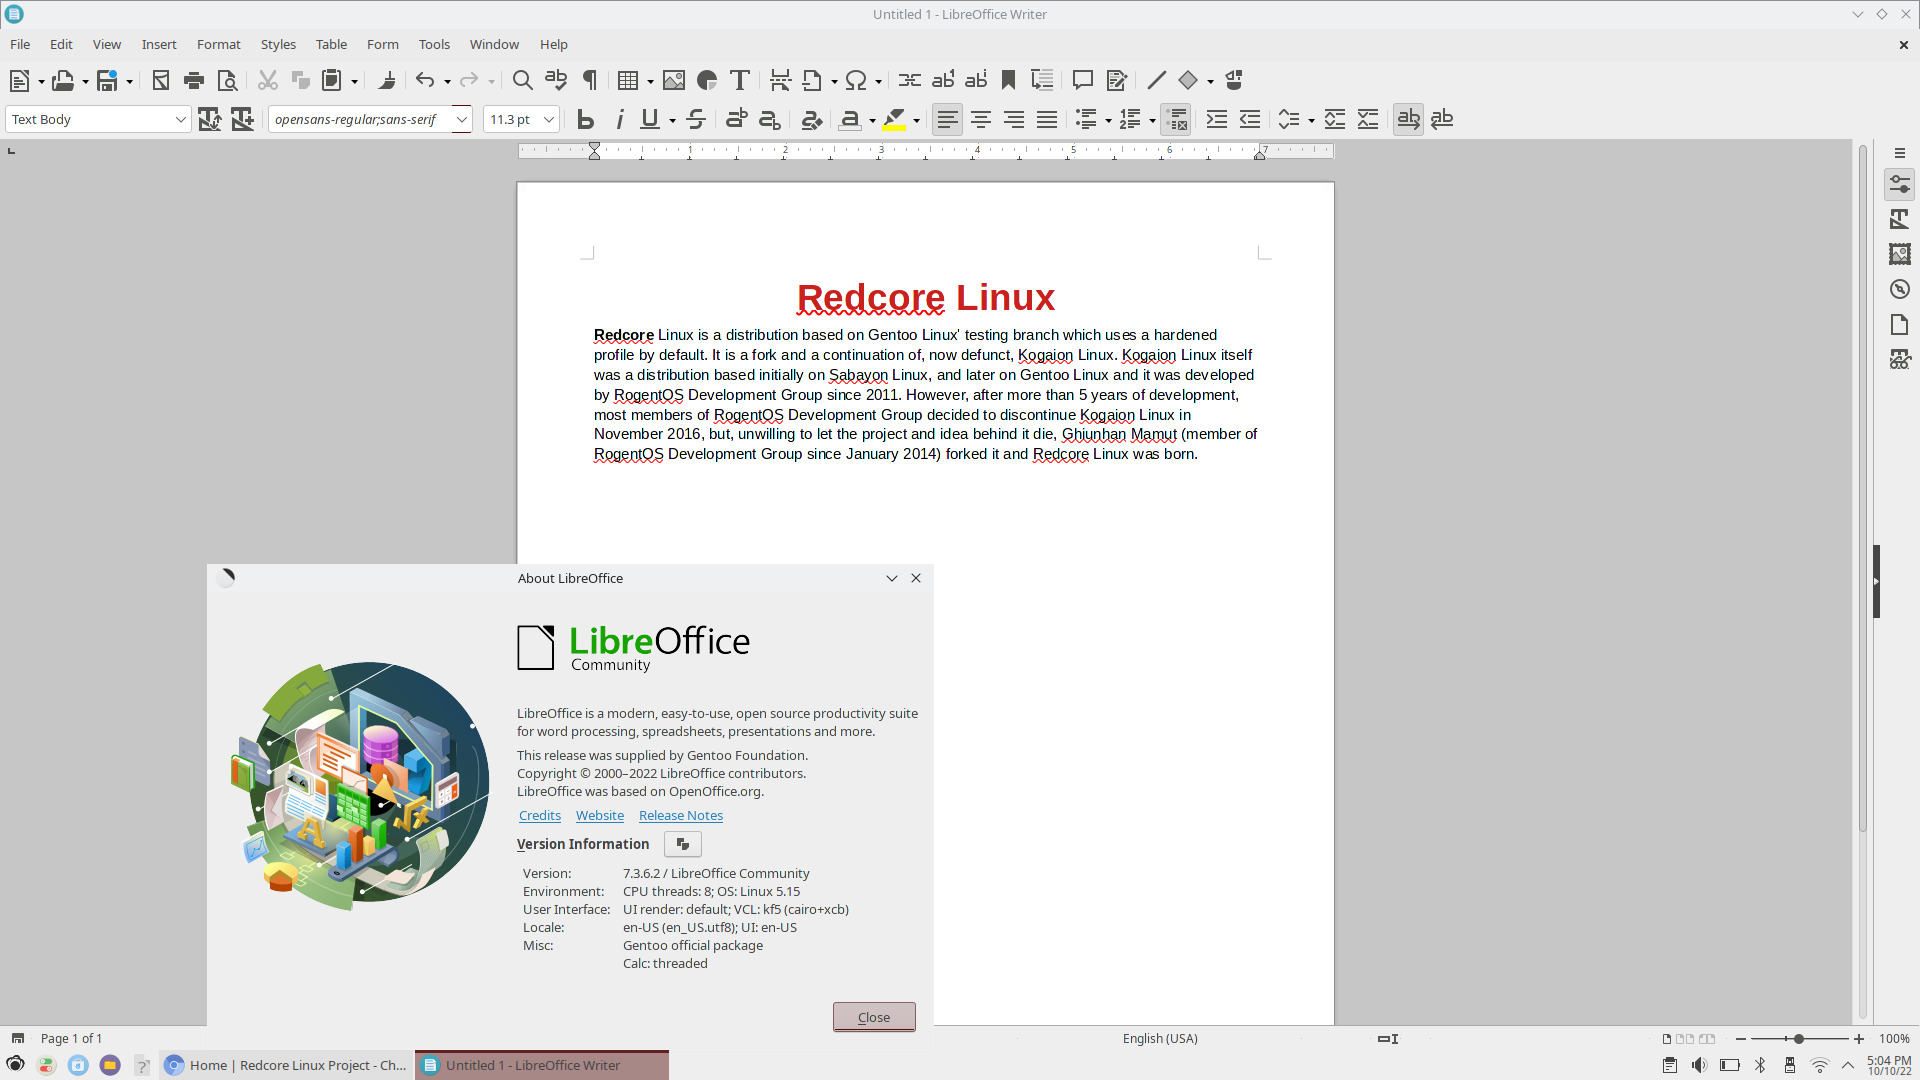 Untitled 1 - LibreOffice Writer
File Edit View Insert Format Styles Table Form Tools Window Help
Text Body opensans-regular;sans-serif 11.3 pt
1 2 3 4 5 6 7
Redcore Linux
Redcore Linux is a distribution based on Gentoo Linux' testing branch which uses a hardened
profile by default. It is a fork and a continuation of, now defunct, Kogaion Linux. Kogaion Linux itself
was a distribution based initially on Sabayon Linux, and later on Gentoo Linux and it was developed
by RogentOS Development Group since 2011. However, after more than 5 years of development,
most members of RogentOS Development Group decided to discontinue Kogaion Linux in
November 2016, but, unwilling to let the project and idea behind it die, Ghiunhan Mamut (member of
RogentOS Development Group since January 2014) forked it and Redcore Linux was born.
About LibreOffice
LibreOffice
Community
LibreOffice is a modern, easy-to-use, open source productivity suite
for word processing, spreadsheets, presentations and more.
This release was supplied by Gentoo Foundation.
Copyright © 2000–2022 LibreOffice contributors.
LibreOffice was based on OpenOffice.org.
Credits Website Release Notes
Version Information
Version: 7.3.6.2 / LibreOffice Community
Environment: CPU threads: 8; OS: Linux 5.15
User Interface: UI render: default; VCL: kf5 (cairo+xcb)
Locale: en-US (en_US.utf8); UI: en-US
Misc: Gentoo official package
Calc: threaded
Close
Page 1 of 1 English (USA) 100%
Home | Redcore Linux Project - Ch... Untitled 1 - LibreOffice Writer 5:04 PM
10/10/22